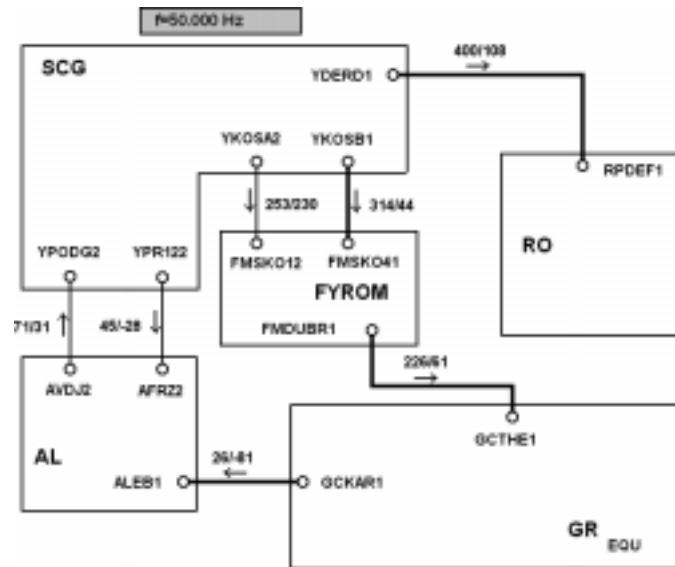 f=50.000 Hz
SCG
400/108
YDERD1
YKOSA2 YKOSB1
RPDEF1
253/230 314/44
RO
YPODG2 YPR122
FMSKO12 FMSKO41
FYROM
71/31 45/-28
FMDUBR1
226/61
AVDJ2 AFRZ2
GCTHE1
AL
26/-81
ALEB1 GCKAR1
GR
EQU